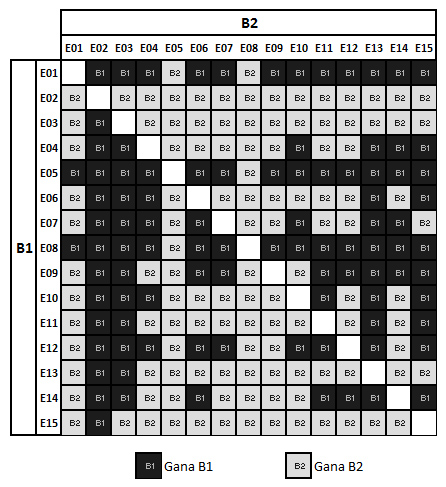 B2
E01 E02 E03 E04 E05 E06 E07 E08 E09 E10 E11 E12 E13 E14 E15
B1
E01 B1 B1 B1 B2 B1 B1 B2 B1 B1 B1 B1 B1 B1 B1
E02 B2 B2 B2 B2 B2 B2 B2 B2 B2 B2 B2 B2 B2 B2
E03 B2 B1 B2 B2 B2 B2 B2 B2 B2 B2 B2 B2 B2 B2
E04 B2 B1 B1 B2 B2 B2 B2 B2 B1 B2 B2 B1 B1 B1
E05 B1 B1 B1 B1 B1 B1 B2 B1 B1 B1 B1 B1 B1 B1
E06 B2 B1 B1 B1 B2 B2 B2 B2 B2 B2 B2 B1 B2 B1
E07 B2 B1 B1 B1 B2 B1 B2 B2 B1 B2 B2 B1 B1 B2
E08 B1 B1 B1 B1 B2 B1 B1 B1 B1 B1 B1 B1 B1 B1
E09 B2 B1 B1 B2 B2 B1 B1 B2 B2 B1 B1 B1 B1 B1
E10 B2 B1 B1 B1 B2 B2 B2 B2 B2 B1 B2 B1 B2 B1
E11 B2 B1 B1 B2 B2 B2 B2 B2 B2 B2 B2 B1 B2 B1
E12 B2 B1 B1 B1 B2 B1 B1 B2 B2 B1 B1 B1 B2 B1
E13 B2 B1 B1 B2 B2 B2 B2 B2 B2 B2 B2 B2 B2 B2
E14 B2 B1 B1 B2 B2 B1 B2 B2 B2 B2 B1 B1 B1 B1
E15 B2 B1 B2 B2 B2 B2 B2 B2 B2 B2 B2 B2 B2 B2
B1 Gana B1 B2 Gana B2